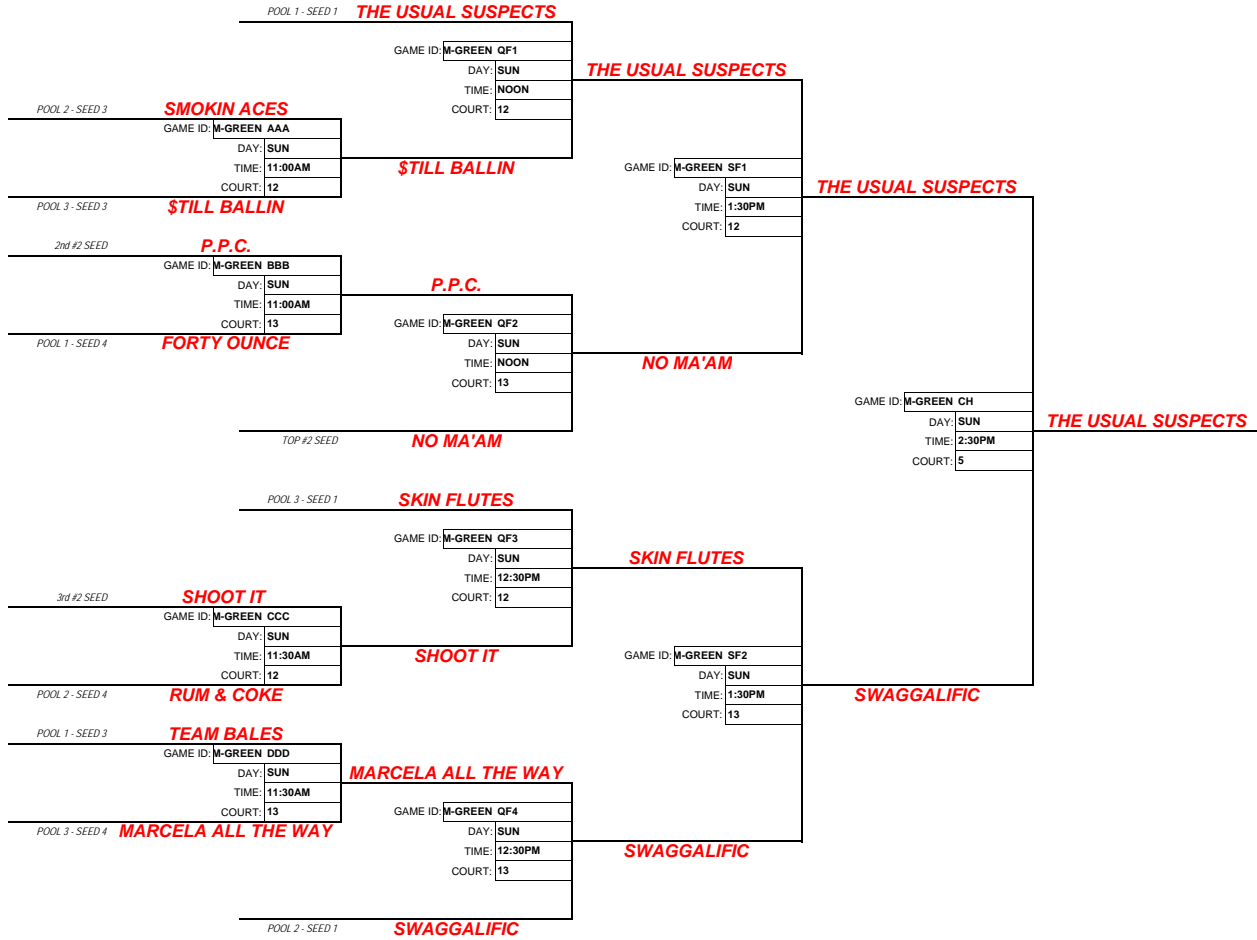 POOL 1 - SEED 1 THE USUAL SUSPECTS
GAME ID: M-GREEN QF1
DAY: SUN
TIME: NOON
COURT: 12
THE USUAL SUSPECTS
POOL 2 - SEED 3 SMOKIN ACES
GAME ID: M-GREEN AAA
DAY: SUN
TIME: 11:00AM
COURT: 12
POOL 3 - SEED 3 $TILL BALLIN
$TILL BALLIN
GAME ID: M-GREEN SF1
DAY: SUN
TIME: 1:30PM
COURT: 12
THE USUAL SUSPECTS
2nd #2 SEED P.P.C.
GAME ID: M-GREEN BBB
DAY: SUN
TIME: 11:00AM
COURT: 13
POOL 1 - SEED 4 FORTY OUNCE
P.P.C.
GAME ID: M-GREEN QF2
DAY: SUN
TIME: NOON
COURT: 13
NO MA'AM
TOP #2 SEED NO MA'AM
GAME ID: M-GREEN CH
DAY: SUN
TIME: 2:30PM
COURT: 5
THE USUAL SUSPECTS
POOL 3 - SEED 1 SKIN FLUTES
GAME ID: M-GREEN QF3
DAY: SUN
TIME: 12:30PM
COURT: 12
SKIN FLUTES
3rd #2 SEED SHOOT IT
GAME ID: M-GREEN CCC
DAY: SUN
TIME: 11:30AM
COURT: 12
POOL 2 - SEED 4 RUM & COKE
SHOOT IT
GAME ID: M-GREEN SF2
DAY: SUN
TIME: 1:30PM
COURT: 13
SWAGGALIFIC
POOL 1 - SEED 3 TEAM BALES
GAME ID: M-GREEN DDD
DAY: SUN
TIME: 11:30AM
COURT: 13
POOL 3 - SEED 4 MARCELA ALL THE WAY
MARCELA ALL THE WAY
GAME ID: M-GREEN QF4
DAY: SUN
TIME: 12:30PM
COURT: 13
SWAGGALIFIC
POOL 2 - SEED 1 SWAGGALIFIC